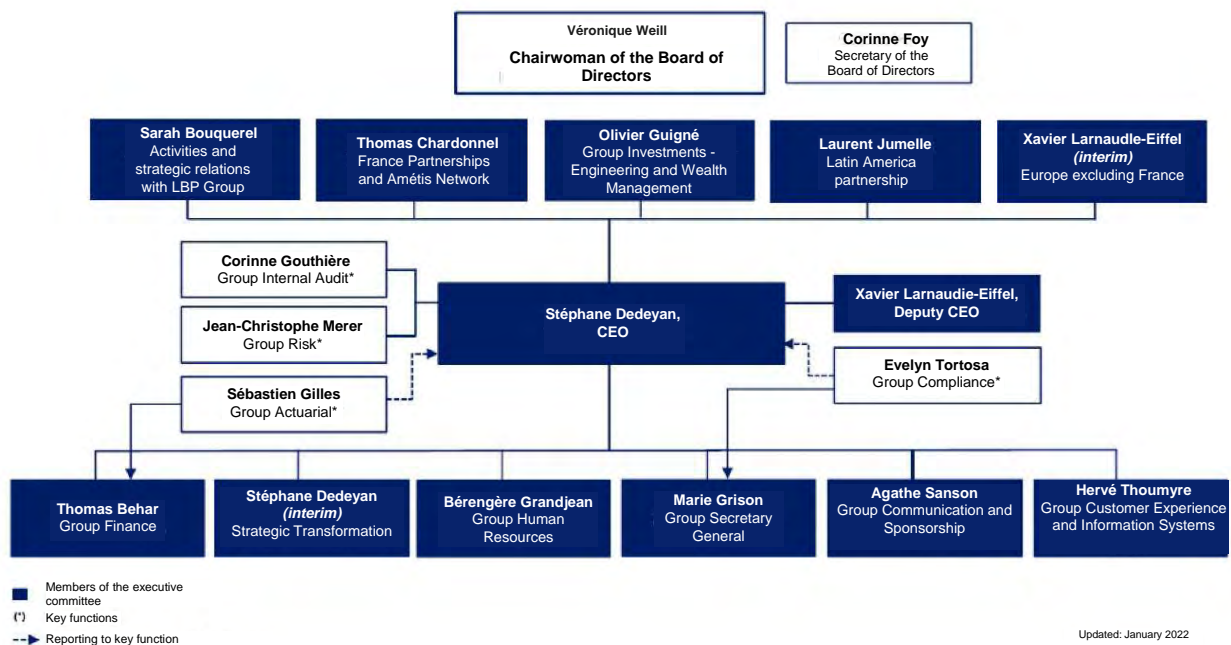 Véronique Weill
Chairwoman of the Board of
Directors
Corinne Foy
Secretary of the
Board of Directors
Sarah Bouquerel
Activities and
strategic relations
with LBP Group
Thomas Chardonnel
France Partnerships
and Amétis Network
Olivier Guigné
Group Investments -
Engineering and Wealth
Management
Laurent Jumelle
Latin America
partnership
Xavier Larnaudle-Eiffel
(interim)
Europe excluding France
Corinne Gouthière
Group Internal Audit*
Jean-Christophe Merer
Group Risk*
Sébastien Gilles
Group Actuarial*
Stéphane Dedeyan,
CEO
Xavier Larnaudie-Eiffel,
Deputy CEO
Evelyn Tortosa
Group Compliance*
Thomas Behar
Group Finance
Stéphane Dedeyan
(interim)
Strategic Transformation
Bérengère Grandjean
Group Human
Resources
Marie Grison
Group Secretary
General
Agathe Sanson
Group Communication and
Sponsorship
Hervé Thoumyre
Group Customer Experience
and Information Systems
Members of the executive
committee
(*) Key functions
Reporting to key function
Updated: January 2022